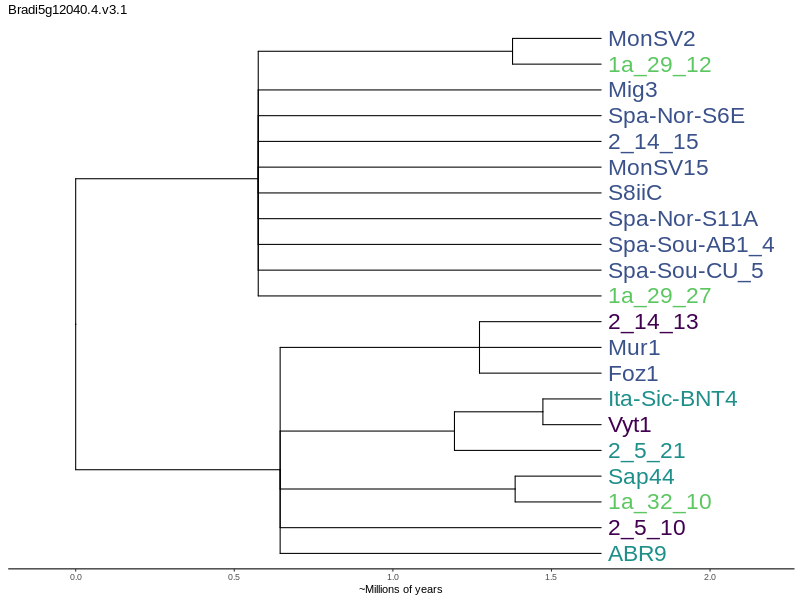 Bradi5g12040.4.v3.1
MonSV2
1a_29_12
Mig3
Spa-Nor-S6E
2_14_15
MonSV15
S8iiC
Spa-Nor-S11A
Spa-Sou-AB1_4
Spa-Sou-CU_5
1a_29_27
2_14_13
Mur1
Foz1
Ita-Sic-BNT4
Vyt1
2_5_21
Sap44
1a_32_10
2_5_10
ABR9
0.0 0.5 1.0 1.5 2.0
~Millions of years